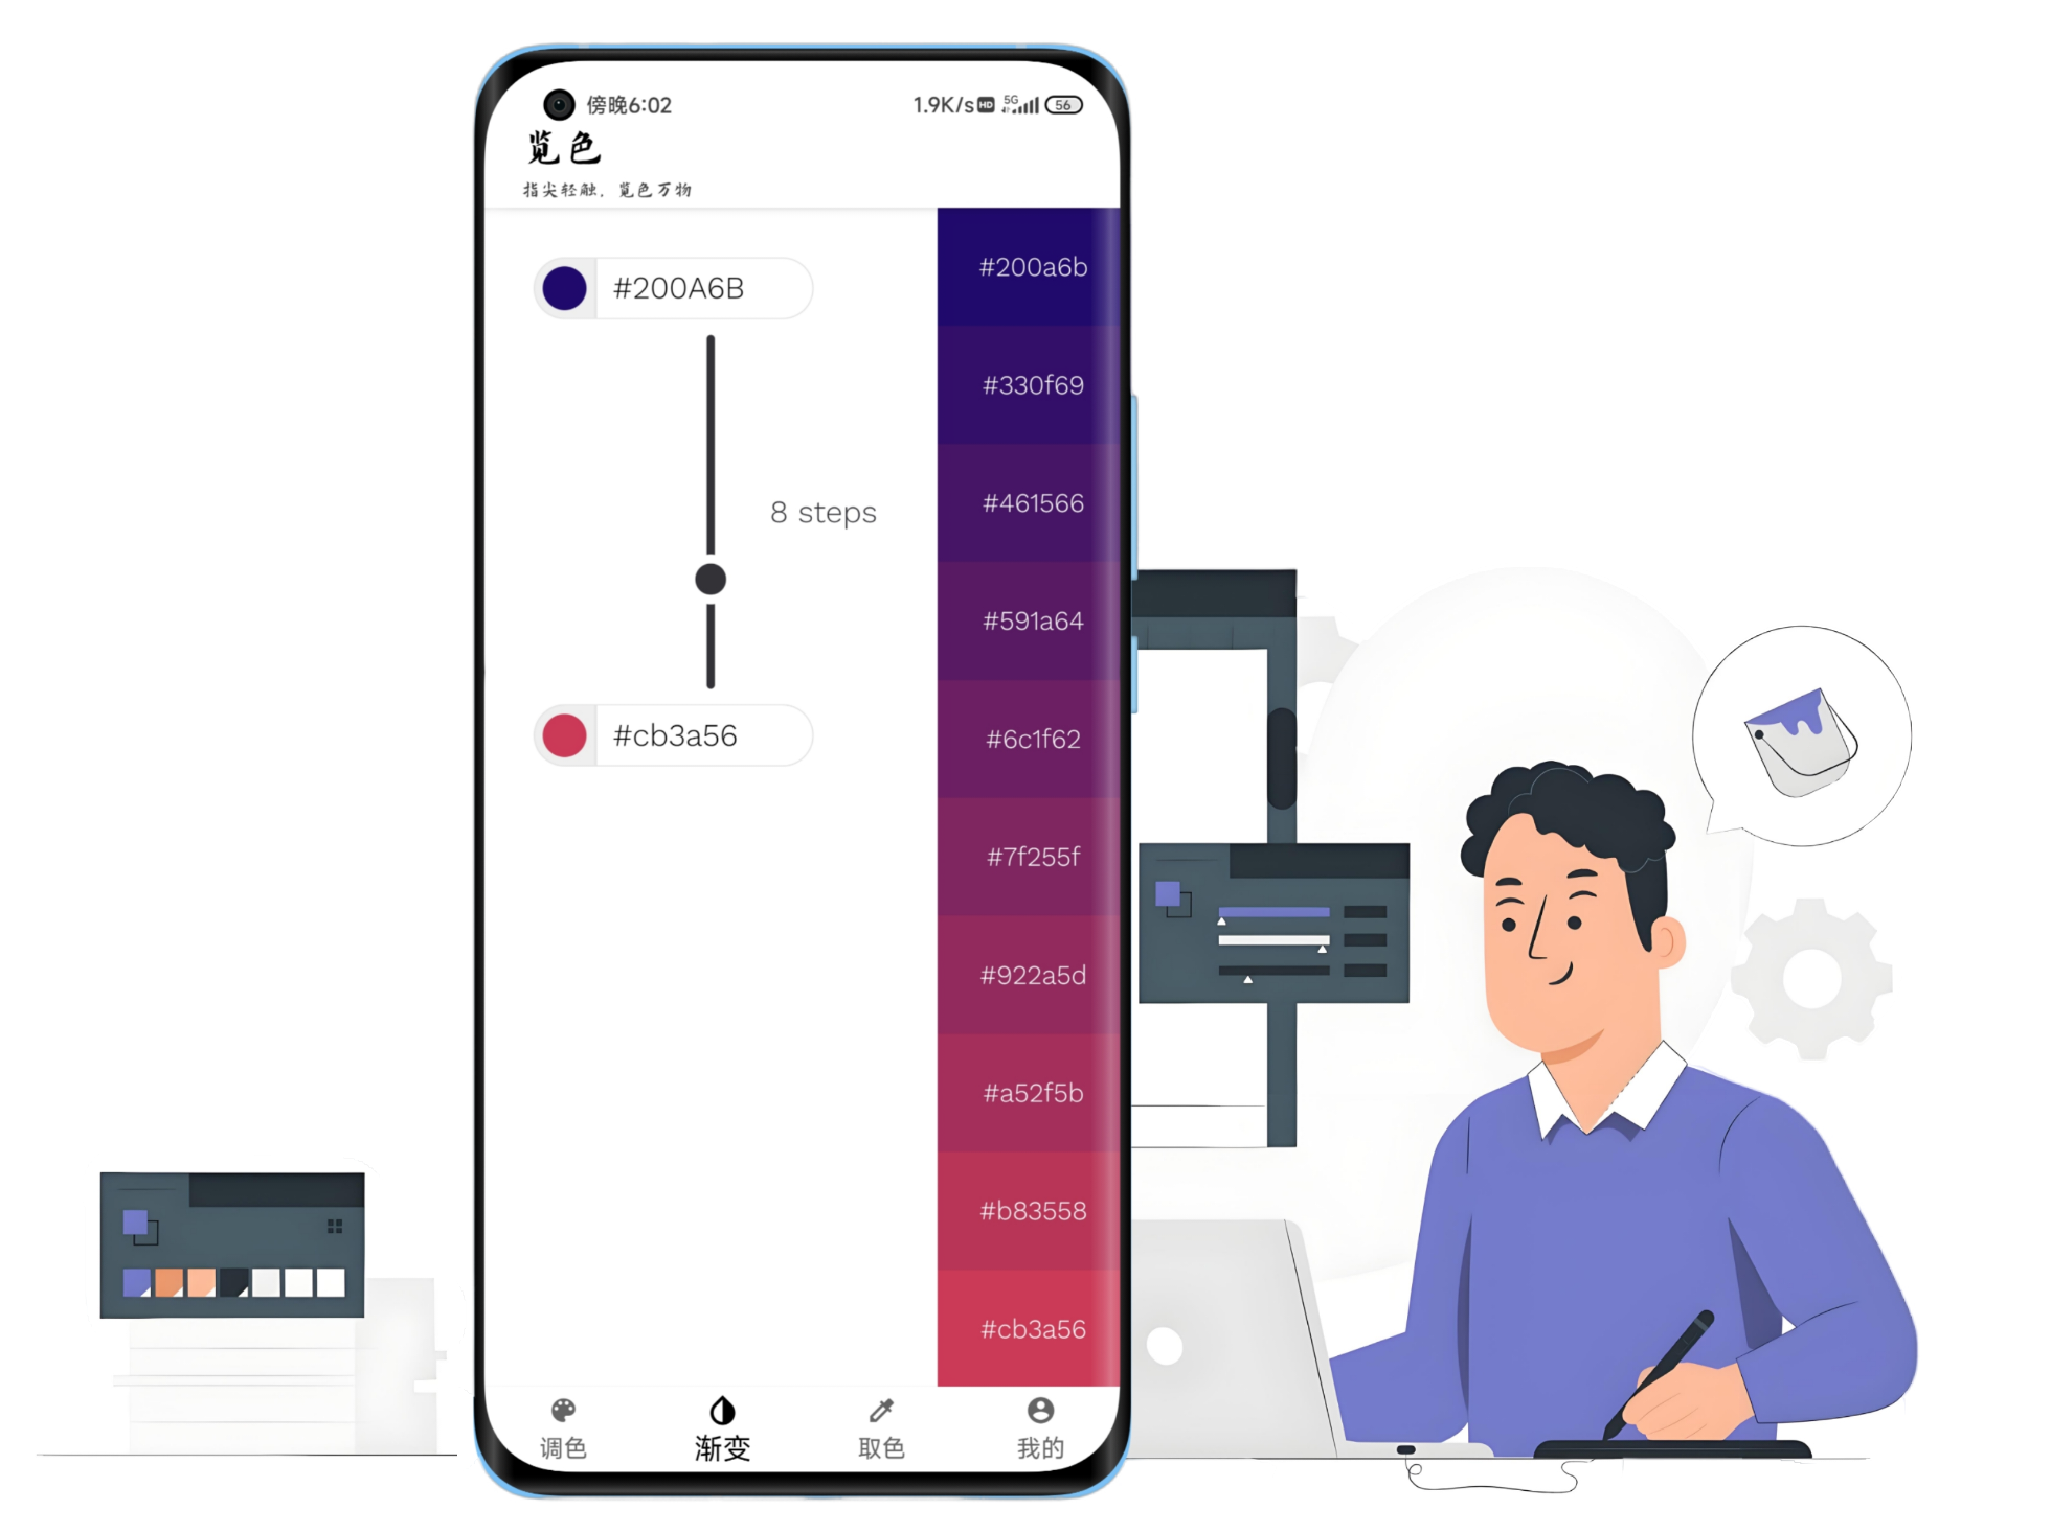 傍晚6:02 1.9K/s HD 5G 56
览色
指尖轻触，览色万物
#200A6B
8 steps
#cb3a56
#200a6b
#330f69
#461566
#591a64
#6c1f62
#7f255f
#922a5d
#a52f5b
#b83558
#cb3a56
调色 渐变 取色 我的